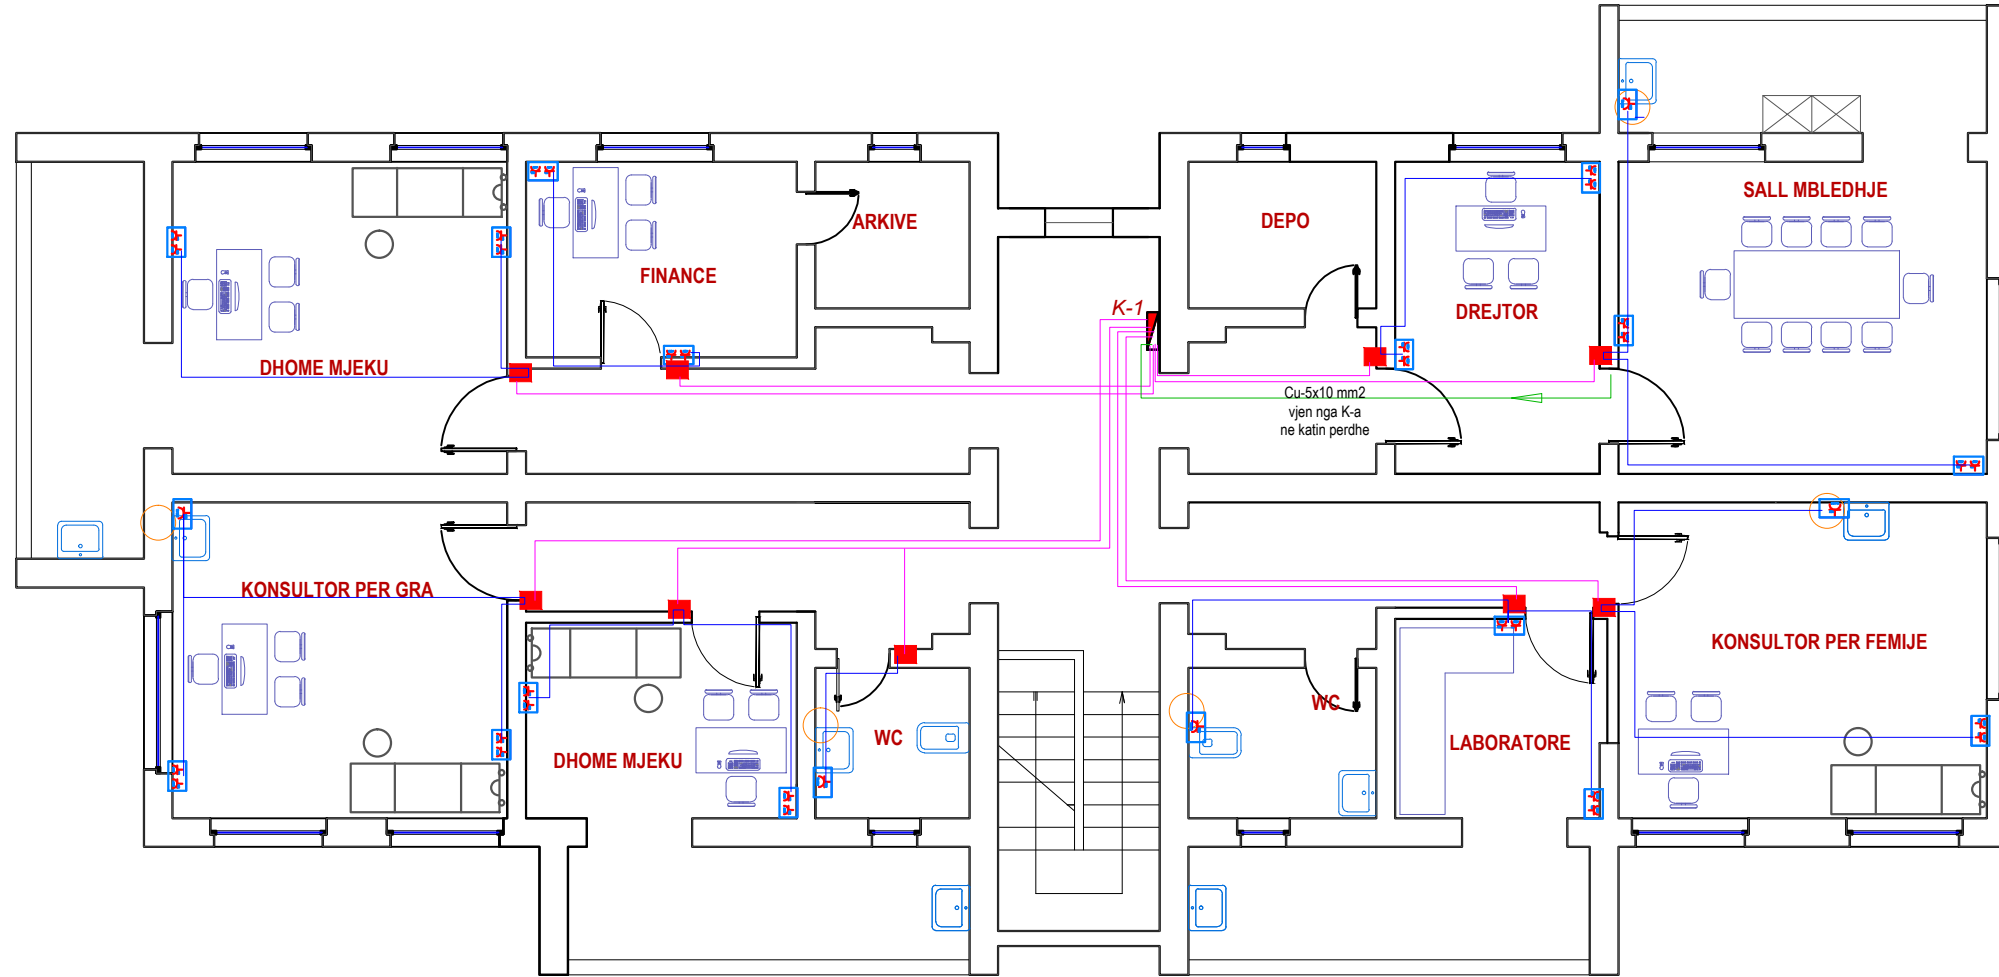 SALL MBLEDHJE
ARKIVE
DEPO
FINANCE
K-1
DREJTOR
DHOME MJEKU
Cu-5x10 mm2
vjen nga K-a
ne katin perdhe
KONSULTOR PER GRA
KONSULTOR PER FEMIJE
WC
WC
LABORATORE
DHOME MJEKU